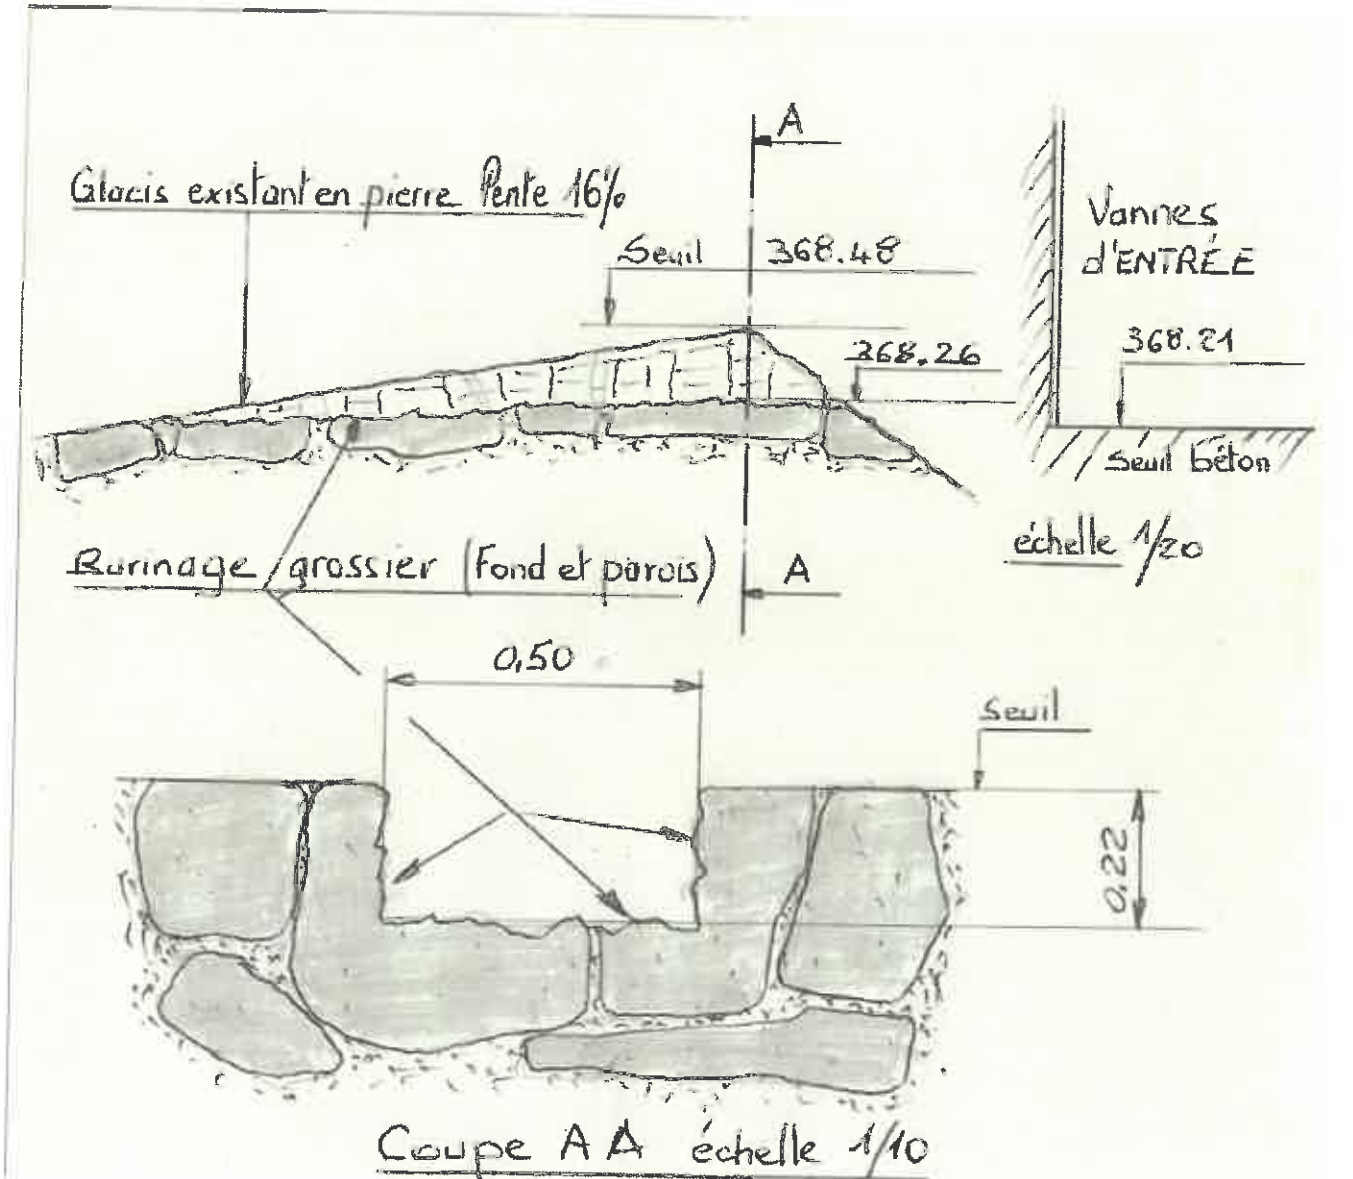 A
Glacis existant en pierre Pente 16%
Seuil 368.48
Vannes
d'ENTRÉE
368.26
368.21
Seuil béton
échelle 1/20
Burinage grossier (Fond et parois)
A
0,50
Seuil
0.22
Coupe AA échelle 1/10